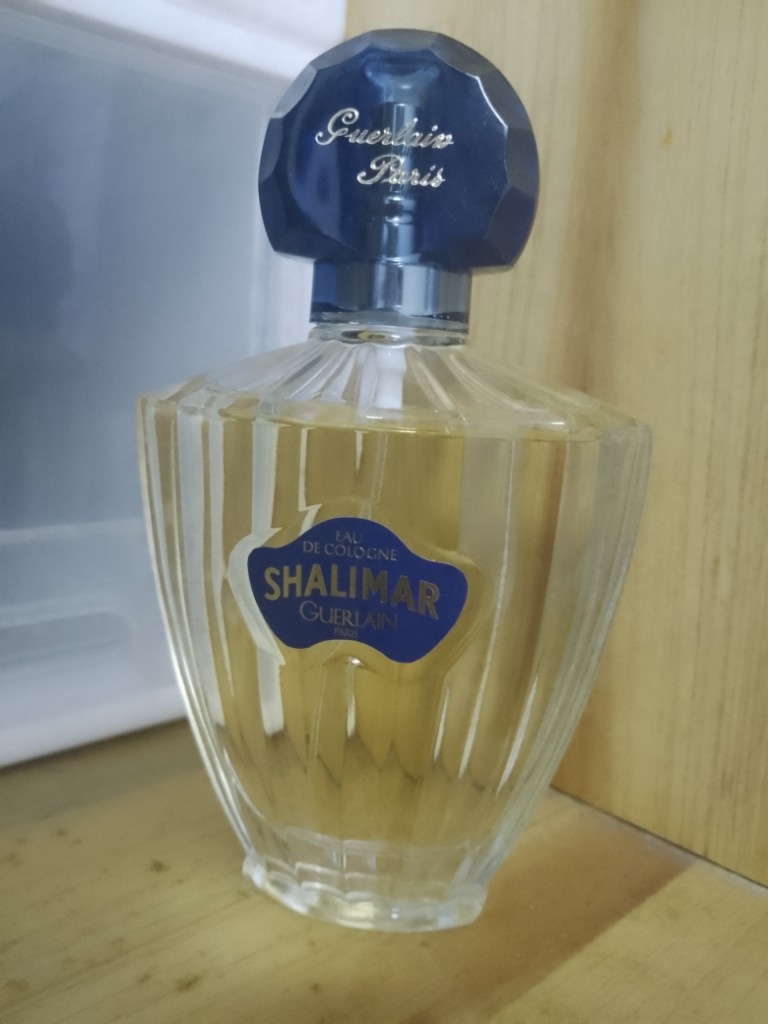 Guerlain
Paris
EAU
DE COLOGNE
SHALIMAR
GUERLAIN
PARIS